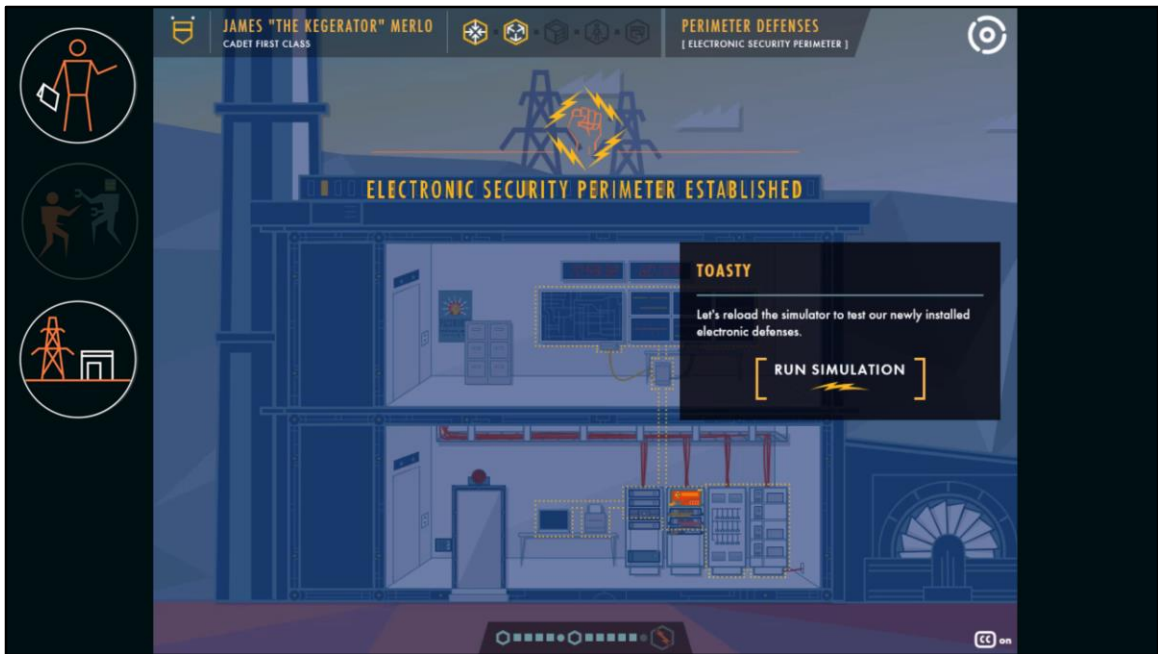 JAMES "THE KEGERATOR" MERLO
CADET FIRST CLASS
PERIMETER DEFENSES
[ ELECTRONIC SECURITY PERIMETER ]
ELECTRONIC SECURITY PERIMETER ESTABLISHED
TOASTY
Let's reload the simulator to test our newly installed
electronic defenses.
RUN SIMULATION
CC on